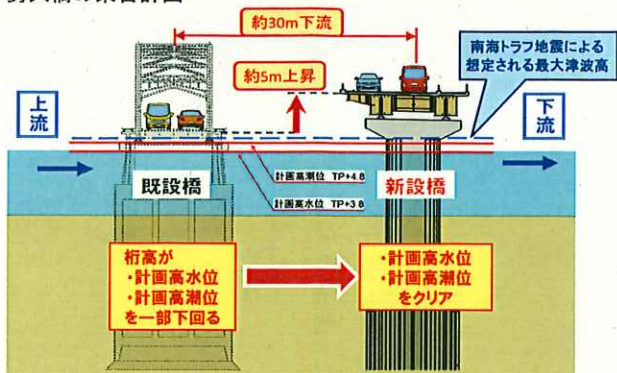 約30m下流
南海トラフ地震による
想定される最大津波高
約5m上昇
上流
下流
計画高潮位 TP+4.8
計画高水位 TP+3.8
既設橋
新設橋
桁高が
・計画高水位
・計画高潮位
を一部下回る
・計画高水位
・計画高潮位
をクリア